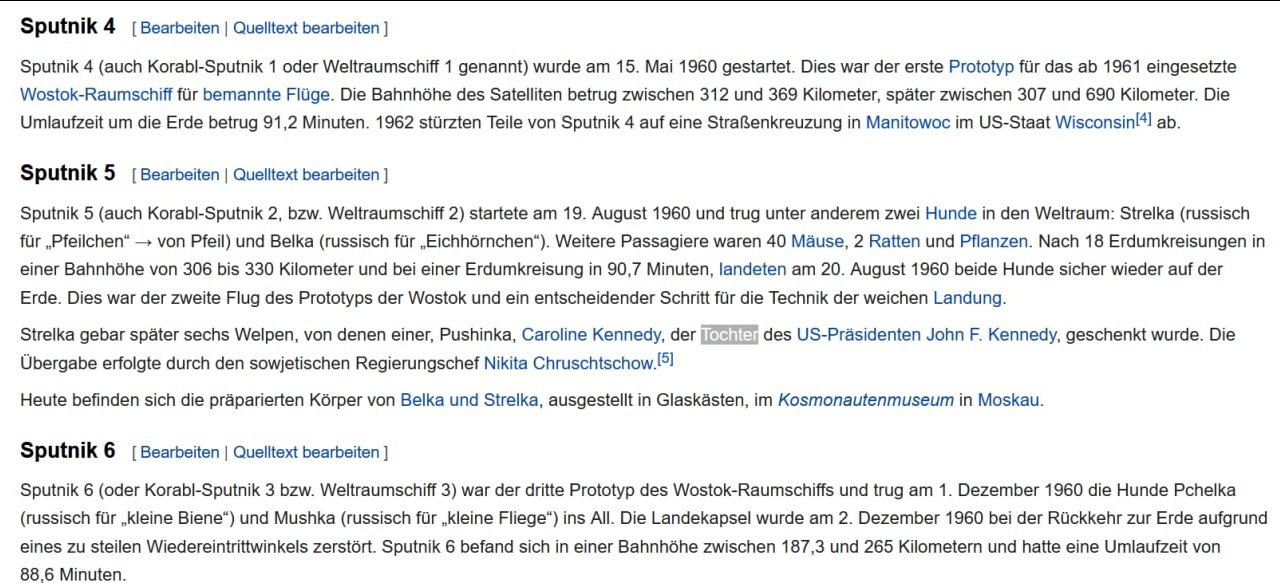 Sputnik 4 [ Bearbeiten | Quelltext bearbeiten ]
Sputnik 4 (auch Korabl-Sputnik 1 oder Weltraumschiff 1 genannt) wurde am 15. Mai 1960 gestartet. Dies war der erste Prototyp für das ab 1961 eingesetzte
Wostok-Raumschiff für bemannte Flüge. Die Bahnhöhe des Satelliten betrug zwischen 312 und 369 Kilometer, später zwischen 307 und 690 Kilometer. Die
Umlaufzeit um die Erde betrug 91,2 Minuten. 1962 stürzten Teile von Sputnik 4 auf eine Straßenkreuzung in Manitowoc im US-Staat Wisconsin[4] ab.
Sputnik 5 [ Bearbeiten | Quelltext bearbeiten ]
Sputnik 5 (auch Korabl-Sputnik 2, bzw. Weltraumschiff 2) startete am 19. August 1960 und trug unter anderem zwei Hunde in den Weltraum: Strelka (russisch
für „Pfeilchen“ → von Pfeil) und Belka (russisch für „Eichhörnchen“). Weitere Passagiere waren 40 Mäuse, 2 Ratten und Pflanzen. Nach 18 Erdumkreisungen in
einer Bahnhöhe von 306 bis 330 Kilometer und bei einer Erdumkreisung in 90,7 Minuten, landeten am 20. August 1960 beide Hunde sicher wieder auf der
Erde. Dies war der zweite Flug des Prototyps der Wostok und ein entscheidender Schritt für die Technik der weichen Landung.
Strelka gebar später sechs Welpen, von denen einer, Pushinka, Caroline Kennedy, der Tochter des US-Präsidenten John F. Kennedy, geschenkt wurde. Die
Übergabe erfolgte durch den sowjetischen Regierungschef Nikita Chruschtschow.[5]
Heute befinden sich die präparierten Körper von Belka und Strelka, ausgestellt in Glaskästen, im Kosmonautenmuseum in Moskau.
Sputnik 6 [ Bearbeiten | Quelltext bearbeiten ]
Sputnik 6 (oder Korabl-Sputnik 3 bzw. Weltraumschiff 3) war der dritte Prototyp des Wostok-Raumschiffs und trug am 1. Dezember 1960 die Hunde Pchelka
(russisch für „kleine Biene“) und Mushka (russisch für „kleine Fliege“) ins All. Die Landekapsel wurde am 2. Dezember 1960 bei der Rückkehr zur Erde aufgrund
eines zu steilen Wiedereintrittwinkels zerstört. Sputnik 6 befand sich in einer Bahnhöhe zwischen 187,3 und 265 Kilometern und hatte eine Umlaufzeit von
88,6 Minuten.